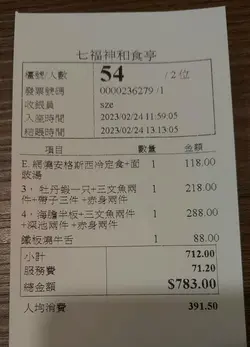 七福神和食亭
檯號/人數 54 /2位
發票號碼 0000236279 /1
收銀員 sze
入座時間 2023/02/24 11:59:05
結賬時間 2023/02/24 13:13:05
項目 數量 金額
E. 網燒安格斯西冷定食+面 1 118.00
豉湯
3, 牡丹蝦一只+三文魚兩 1 218.00
件+帶子三件 +赤身兩件
4, 海膽半板+三文魚兩件 1 288.00
+深池兩件+赤身兩件
鐵板燒牛舌 1 88.00
小計 712.00
服務費 71.20
總金額 $783.00
人均消費 391.50